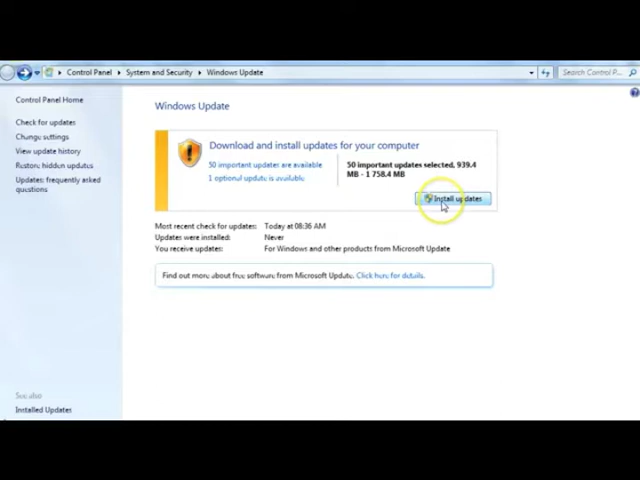 Control Panel ▸ System and Security ▸ Windows Update
Search Control P...
Control Panel Home
Windows Update
Check for updates
Change settings
View update history
Restore hidden updates
Updates: frequently asked
questions
Download and install updates for your computer
50 important updates are available
1 optional update is available
50 important updates selected, 939.4
MB - 1 758.4 MB
Install updates
Most recent check for updates: Today at 08:36 AM
Updates were installed: Never
You receive updates: For Windows and other products from Microsoft Update
Find out more about free software from Microsoft Update. Click here for details.
See also
Installed Updates